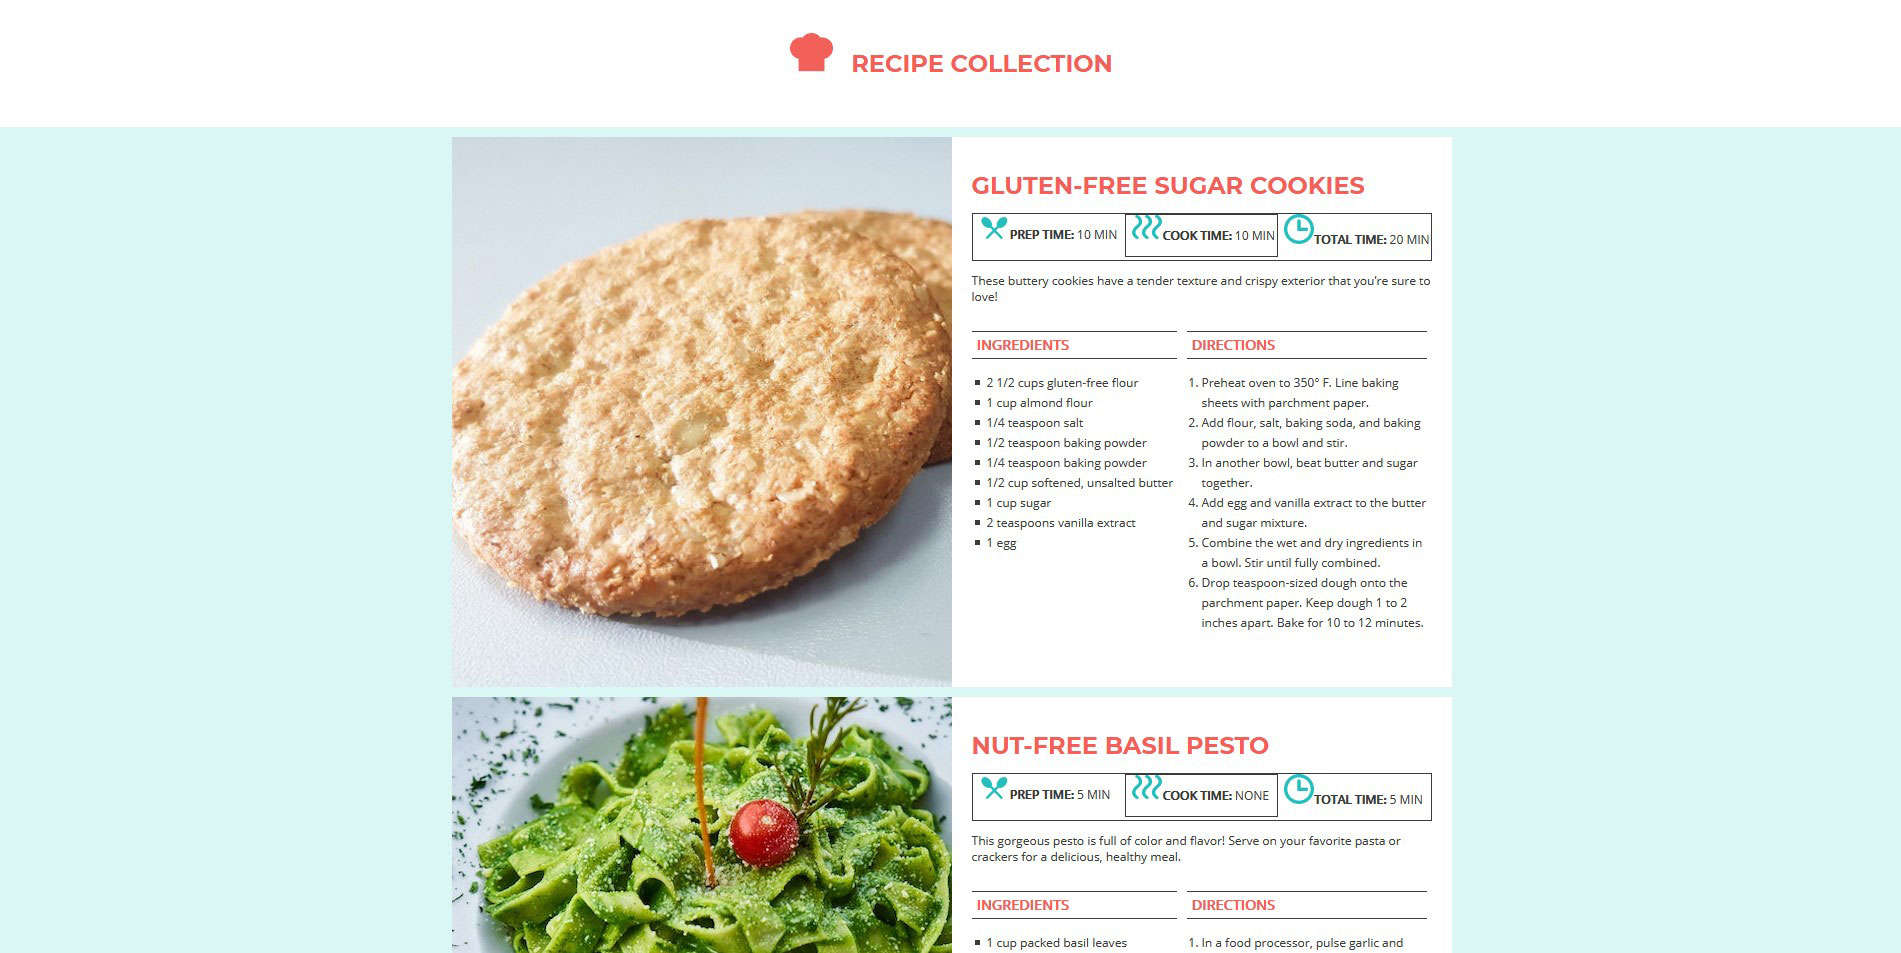 RECIPE COLLECTION
GLUTEN-FREE SUGAR COOKIES
PREP TIME: 10 MIN
COOK TIME: 10 MIN
TOTAL TIME: 20 MIN
These buttery cookies have a tender texture and crispy exterior that you're sure to
love!
INGREDIENTS
2 1/2 cups gluten-free flour
1 cup almond flour
1/4 teaspoon salt
1/2 teaspoon baking powder
1/4 teaspoon baking powder
1/2 cup softened, unsalted butter
1 cup sugar
2 teaspoons vanilla extract
1 egg
DIRECTIONS
1. Preheat oven to 350° F. Line baking
sheets with parchment paper.
2. Add flour, salt, baking soda, and baking
powder to a bowl and stir.
3. In another bowl, beat butter and sugar
together.
4. Add egg and vanilla extract to the butter
and sugar mixture.
5. Combine the wet and dry ingredients in
a bowl. Stir until fully combined.
6. Drop teaspoon-sized dough onto the
parchment paper. Keep dough 1 to 2
inches apart. Bake for 10 to 12 minutes.
NUT-FREE BASIL PESTO
PREP TIME: 5 MIN
COOK TIME: NONE
TOTAL TIME: 5 MIN
This gorgeous pesto is full of color and flavor! Serve on your favorite pasta or
crackers for a delicious, healthy meal.
INGREDIENTS
1 cup packed basil leaves
DIRECTIONS
1. In a food processor, pulse garlic and